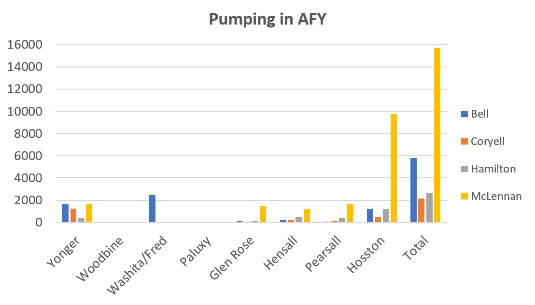 Pumping in AFY
16000
14000
12000
10000
8000
6000
4000
2000
0
Yonger
Woodbine
Washita/Fred
Paluxy
Glen Rose
Hensall
Pearsall
Hosston
Total
Bell
Coryell
Hamilton
McLennan